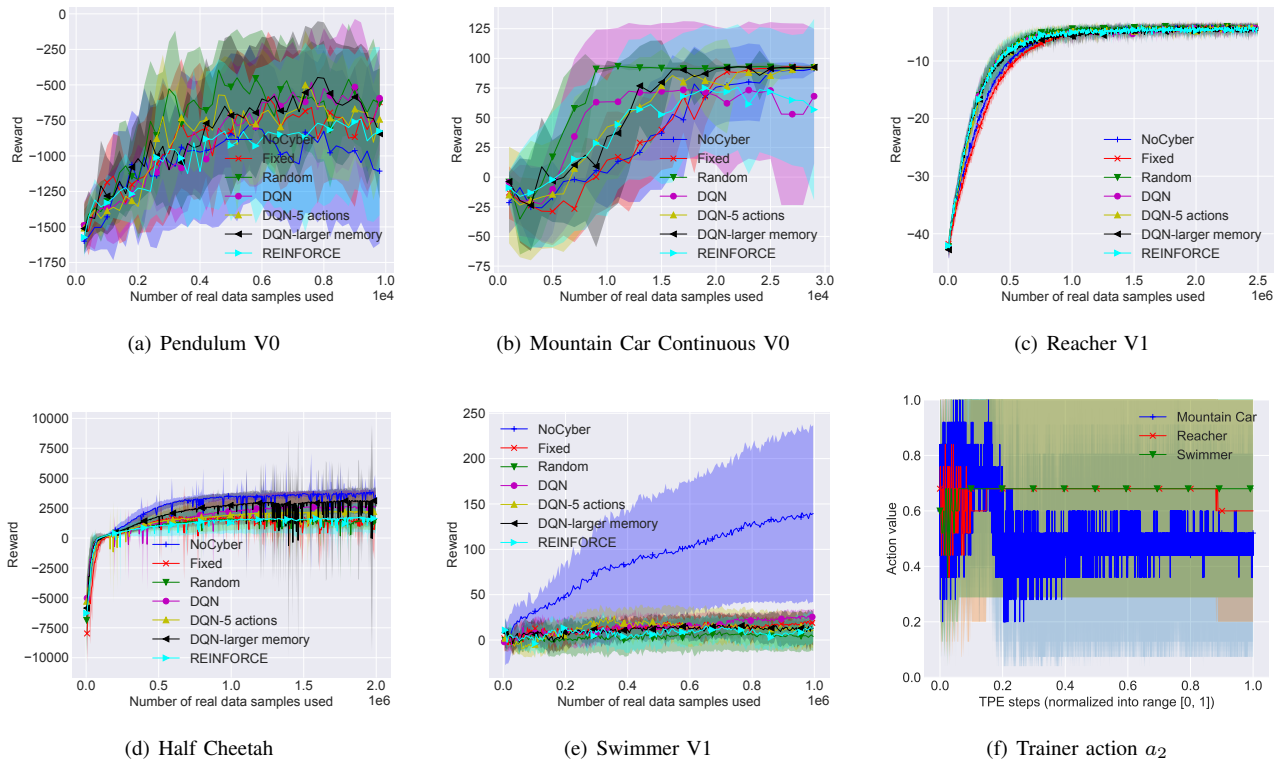 0
−250
−500
−750
−1000
−1250
−1500
−1750
Reward
NoCyber
Fixed
Random
DQN
DQN-5 actions
DQN-larger memory
REINFORCE
0.0 0.2 0.4 0.6 0.8 1.0
1e4
Number of real data samples used
(a) Pendulum V0
125
100
75
50
25
0
−25
−50
−75
Reward
NoCyber
Fixed
Random
DQN
DQN-5 actions
DQN-larger memory
REINFORCE
0.0 0.5 1.0 1.5 2.0 2.5 3.0
1e4
Number of real data samples used
(b) Mountain Car Continuous V0
−10
−20
−30
−40
Reward
NoCyber
Fixed
Random
DQN
DQN-5 actions
DQN-larger memory
REINFORCE
0.0 0.5 1.0 1.5 2.0 2.5
1e6
Number of real data samples used
(c) Reacher V1
10000
7500
5000
2500
0
−2500
−5000
−7500
−10000
Reward
NoCyber
Fixed
Random
DQN
DQN-5 actions
DQN-larger memory
REINFORCE
0.0 0.5 1.0 1.5 2.0
1e6
Number of real data samples used
(d) Half Cheetah
250
200
150
100
50
0
Reward
NoCyber
Fixed
Random
DQN
DQN-5 actions
DQN-larger memory
REINFORCE
0.0 0.2 0.4 0.6 0.8 1.0
1e6
Number of real data samples used
(e) Swimmer V1
1.0
0.8
0.6
0.4
0.2
0.0
Action value
Mountain Car
Reacher
Swimmer
0.0 0.2 0.4 0.6 0.8 1.0
TPE steps (normalized into range [0, 1])
(f) Trainer action a₂